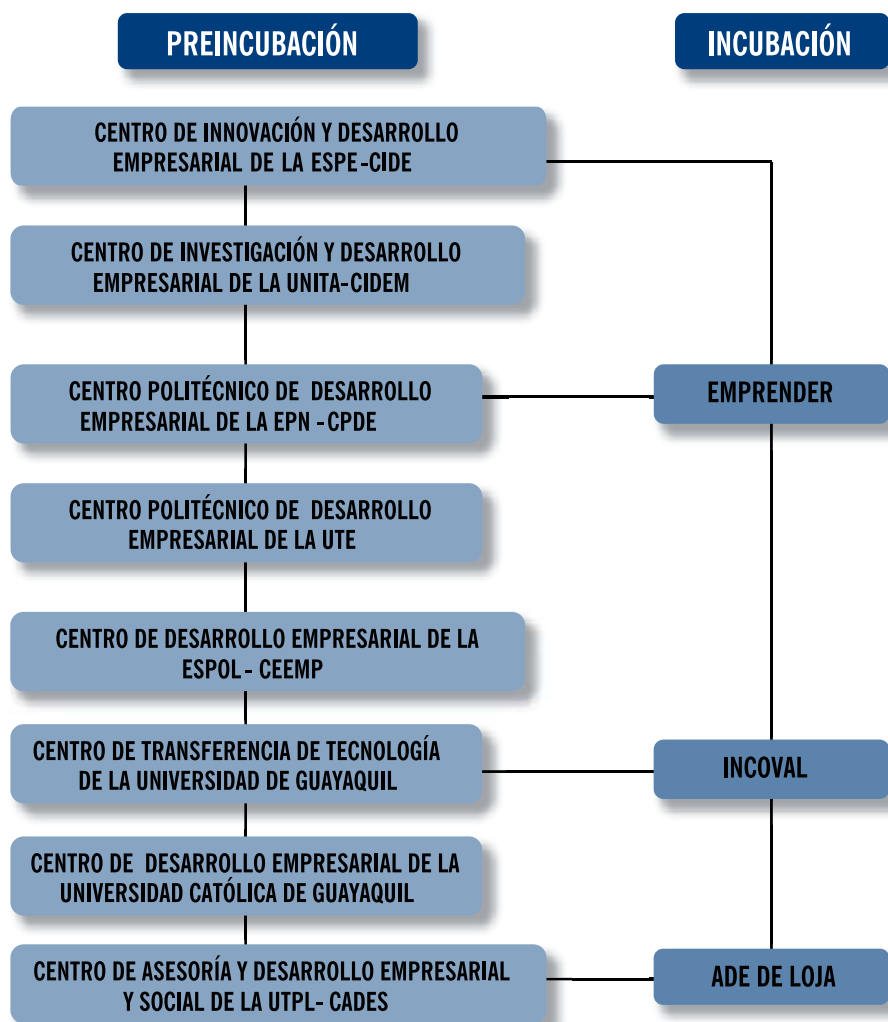 PREINCUBACIÓN
INCUBACIÓN
CENTRO DE INNOVACIÓN Y DESARROLLO
EMPRESARIAL DE LA ESPE-CIDE
CENTRO DE INVESTIGACIÓN Y DESARROLLO
EMPRESARIAL DE LA UNITA-CIDEM
CENTRO POLITÉCNICO DE DESARROLLO
EMPRESARIAL DE LA EPN -CPDE
EMPRENDER
CENTRO POLITÉCNICO DE DESARROLLO
EMPRESARIAL DE LA UTE
CENTRO DE DESARROLLO EMPRESARIAL DE LA
ESPOL- CEEMP
CENTRO DE TRANSFERENCIA DE TECNOLOGÍA
DE LA UNIVERSIDAD DE GUAYAQUIL
INCOVAL
CENTRO DE DESARROLLO EMPRESARIAL DE LA
UNIVERSIDAD CATÓLICA DE GUAYAQUIL
CENTRO DE ASESORÍA Y DESARROLLO EMPRESARIAL
Y SOCIAL DE LA UTPL- CADES
ADE DE LOJA